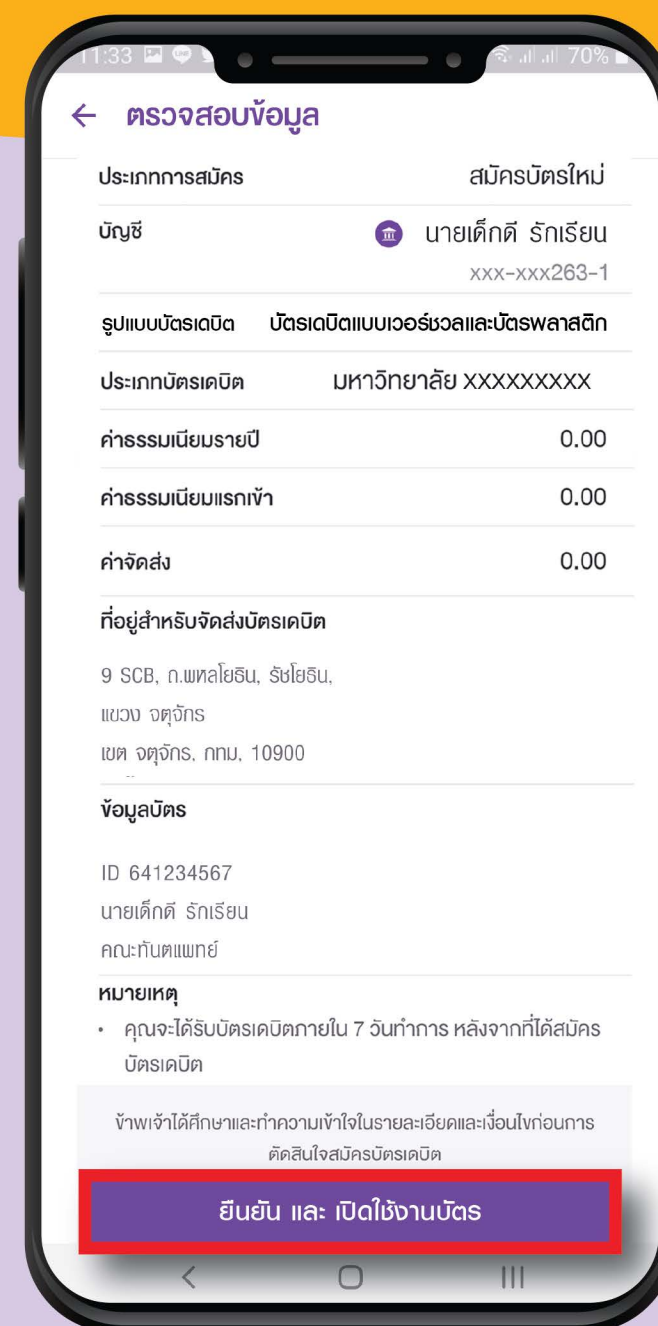 11:33 70%
← ตรวจสอบข้อมูล
ประเภทการสมัคร สมัครบัตรใหม่
บัญชี นายเด็กดี รักเรียน
xxx-xxx263-1
รูปแบบบัตรเดบิต บัตรเดบิตแบบเวอร์ชวลและบัตรพลาสติก
ประเภทบัตรเดบิต มหาวิทยาลัย XXXXXXXXX
ค่าธรรมเนียมรายปี 0.00
ค่าธรรมเนียมแรกเข้า 0.00
ค่าจัดส่ง 0.00
ที่อยู่สำหรับจัดส่งบัตรเดบิต
9 SCB, ถ.พหลโยธิน, รัชโยธิน,
แขวง จตุจักร
เขต จตุจักร, กทม, 10900
ข้อมูลบัตร
ID 641234567
นายเด็กดี รักเรียน
คณะทันตแพทย์
หมายเหตุ
• คุณจะได้รับบัตรเดบิตภายใน 7 วันทำการ หลังจากที่ได้สมัคร
บัตรเดบิต
ข้าพเจ้าได้ศึกษาและทำความเข้าใจในรายละเอียดและเงื่อนไขก่อนการ
ตัดสินใจสมัครบัตรเดบิต
ยืนยัน และ เปิดใช้งานบัตร